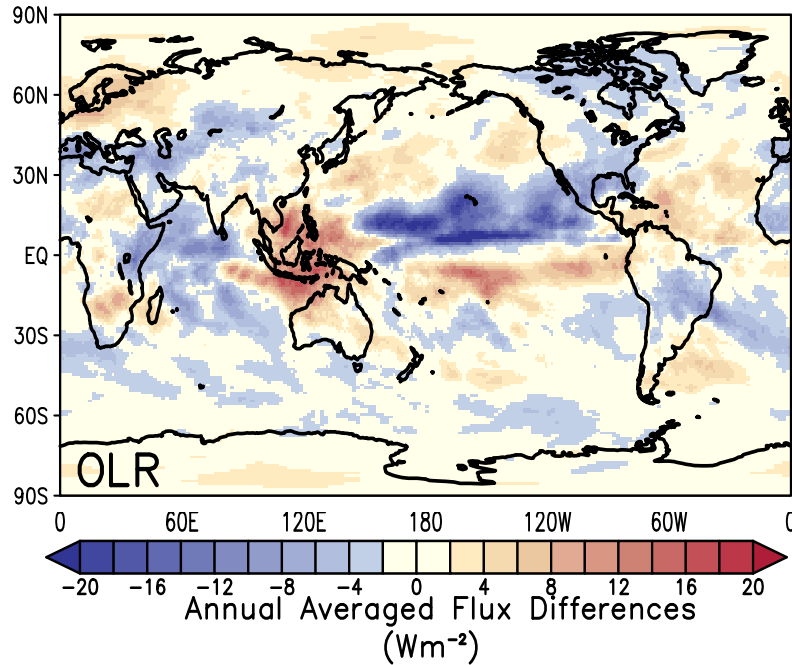 90N
60N
30N
EQ
30S
60S
90S
OLR
0 60E 120E 180 120W 60W 0
−20 −16 −12 −8 −4 0 4 8 12 16 20
Annual Averaged Flux Differences
(Wm⁻²)